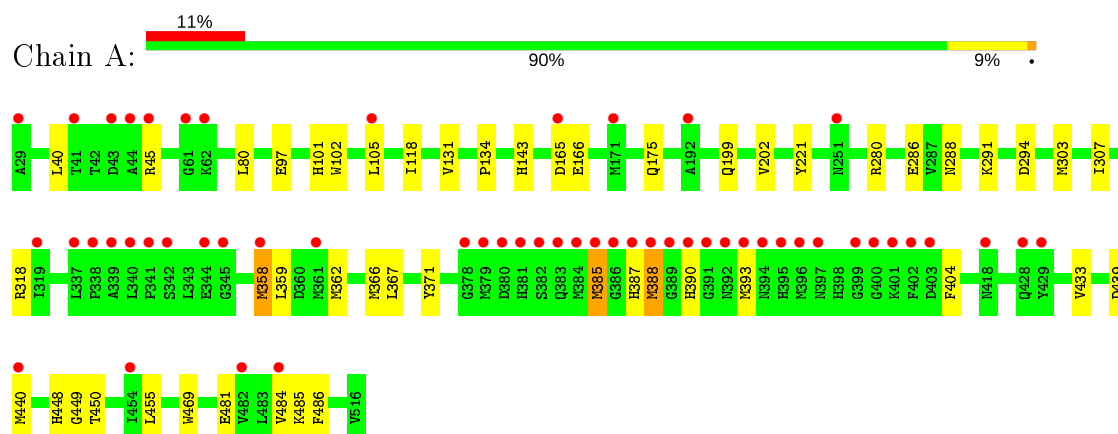 11%
Chain A:
90% 9% •
A29 L40 T41 T42 D43 A44 R45 G61 K62 L80 E97 H101 W102 L105 I118 V131 P134 H143 D165 E166 M171 Q175 A192 Q199 V202 Y221 N251 R280 E286 V287 N288 K291 D294 M303 I307
R318 I319 L337 P338 A339 L340 P341 S342 L343 E344 G345 M358 L359 D360 M361 M362 M366 L367 Y371 G378 M379 D380 H381 S382 Q383 M384 M385 G386 H387 M388 G389 H390 G391 N392 M393 N394 H395 M396 N397 H398 G399 G400 K401 F402 D403 F404 N418 Q428 Y429 V433 D439
M440 H448 G449 T450 I454 L455 W469 E481 V482 L483 V484 K485 F486 V516